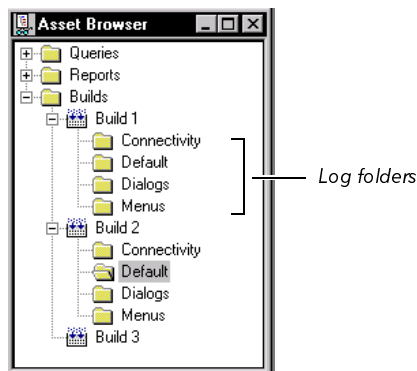 Asset Browser
Queries
Reports
Builds
Build 1
Connectivity
Default
Dialogs
Menus
Log folders
Build 2
Connectivity
Default
Dialogs
Menus
Build 3